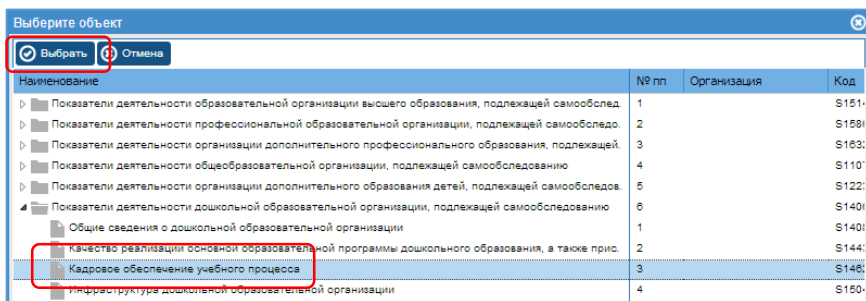 Выберите объект
Выбрать Отмена
Наименование № пп Организация Код
Показатели деятельности образовательной организации высшего образования, подлежащей самообслед. 1 S151
Показатели деятельности профессиональной образовательной организации, подлежащей самообследо. 2 S158
Показатели деятельности организации дополнительного профессионального образования, подлежащей. 3 S163
Показатели деятельности общеобразовательной организации, подлежащей самообследованию 4 S110
Показатели деятельности организации дополнительного образования детей, подлежащей самообследов. 5 S122
Показатели деятельности дошкольной образовательной организации, подлежащей самообследованию 6 S140
Общие сведения о дошкольной образовательной организации 1 S140
Качество реализации основной образовательной программы дошкольного образования, а также прис. 2 S144
Кадровое обеспечение учебного процесса 3 S146
Инфраструктура дошкольной образовательной организации 4 S150